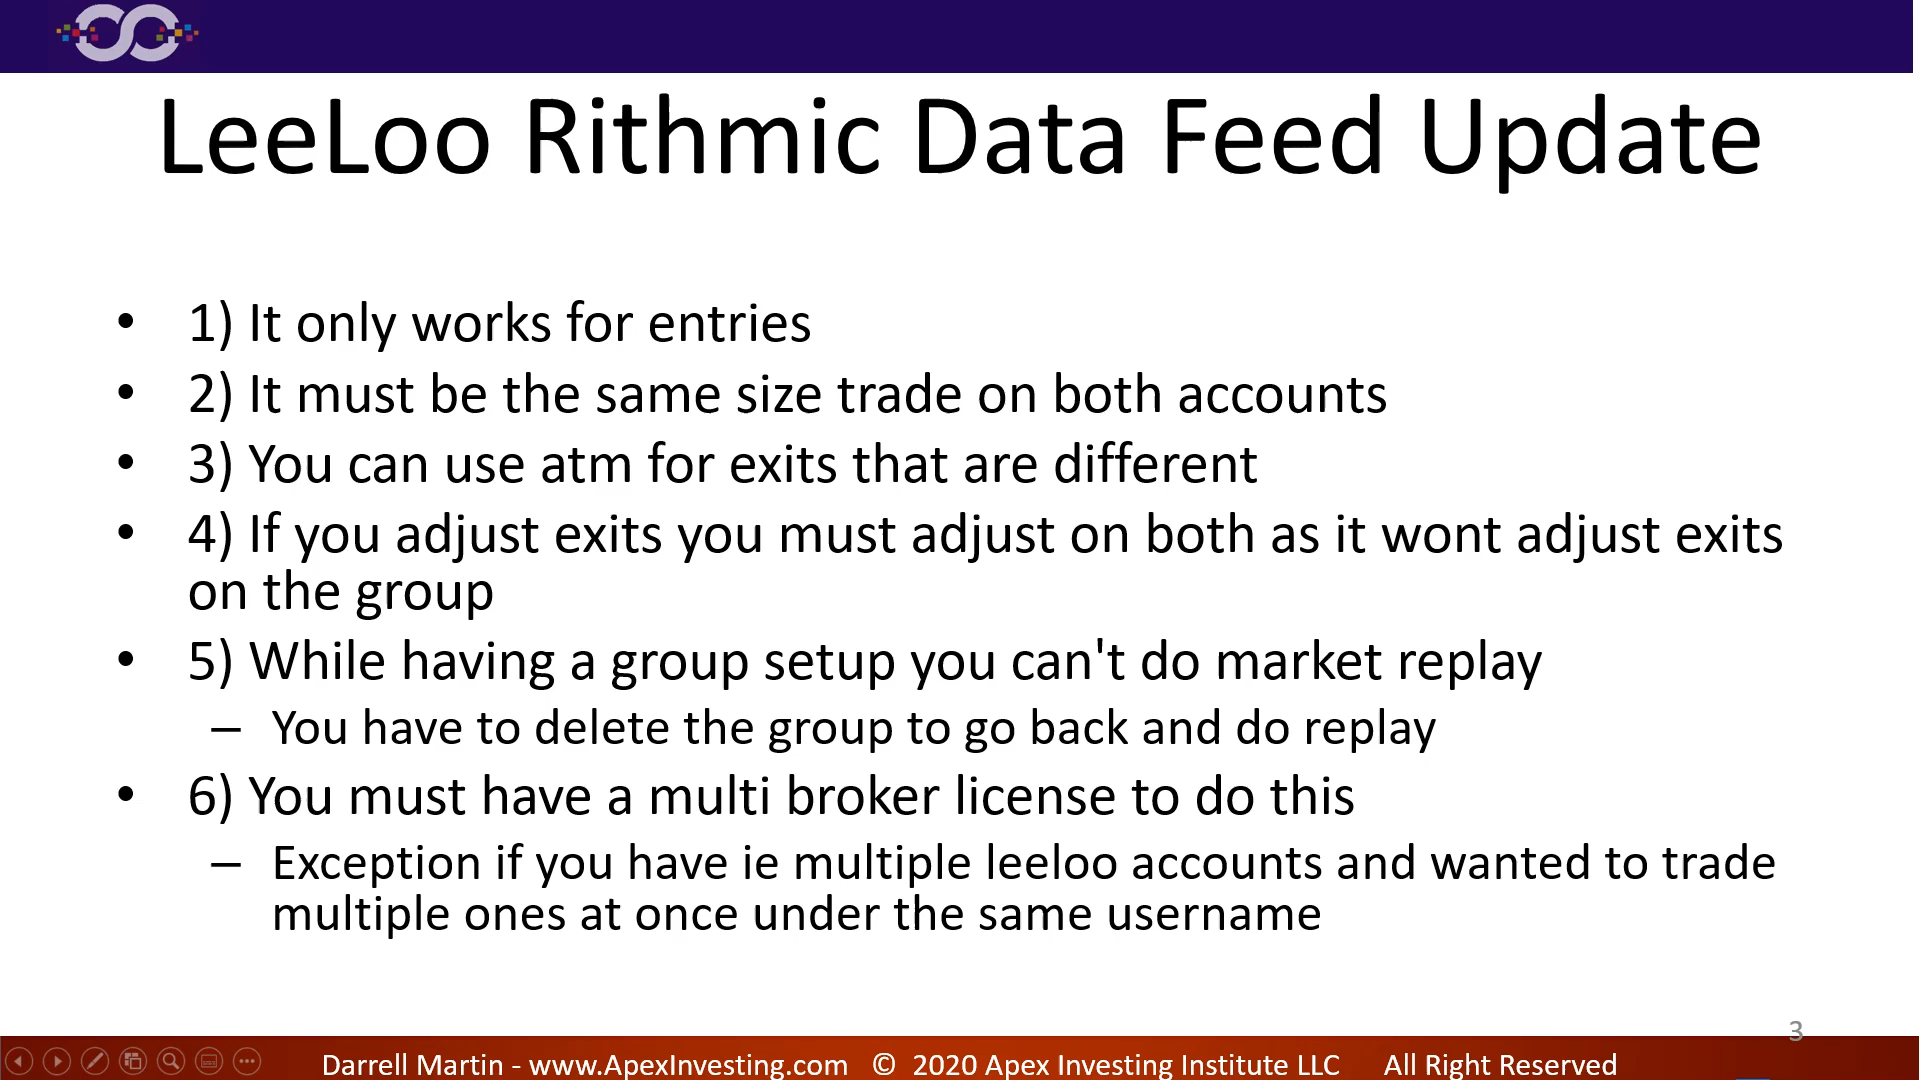 LeeLoo Rithmic Data Feed Update
• 1) It only works for entries
• 2) It must be the same size trade on both accounts
• 3) You can use atm for exits that are different
• 4) If you adjust exits you must adjust on both as it wont adjust exits
on the group
• 5) While having a group setup you can't do market replay
– You have to delete the group to go back and do replay
• 6) You must have a multi broker license to do this
– Exception if you have ie multiple leeloo accounts and wanted to trade
multiple ones at once under the same username
3
Darrell Martin - www.ApexInvesting.com © 2020 Apex Investing Institute LLC All Right Reserved